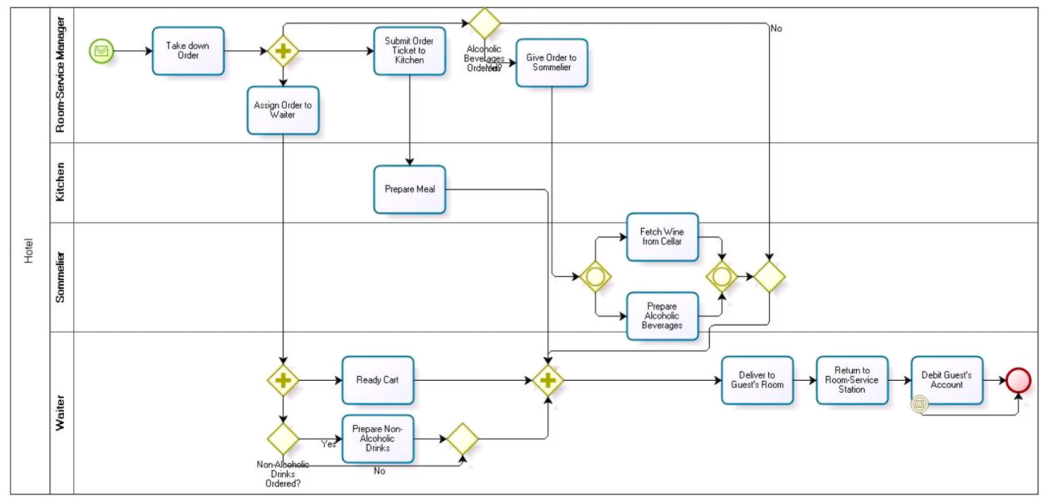 Hotel
Room-Service Manager
Take down
Order
Submit Order
Ticket to
Kitchen
Alcoholic
Beverages
Ordered?
Yes
Give Order to
Sommelier
No
Assign Order to
Waiter
Kitchen
Prepare Meal
Sommelier
Fetch Wine
from Cellar
Prepare
Alcoholic
Beverages
Waiter
Ready Cart
Deliver to
Guest's Room
Return to
Room-Service
Station
Debit Guest's
Account
Prepare Non-
Alcoholic
Drinks
Yes
No
Non-Alcoholic
Drinks
Ordered?